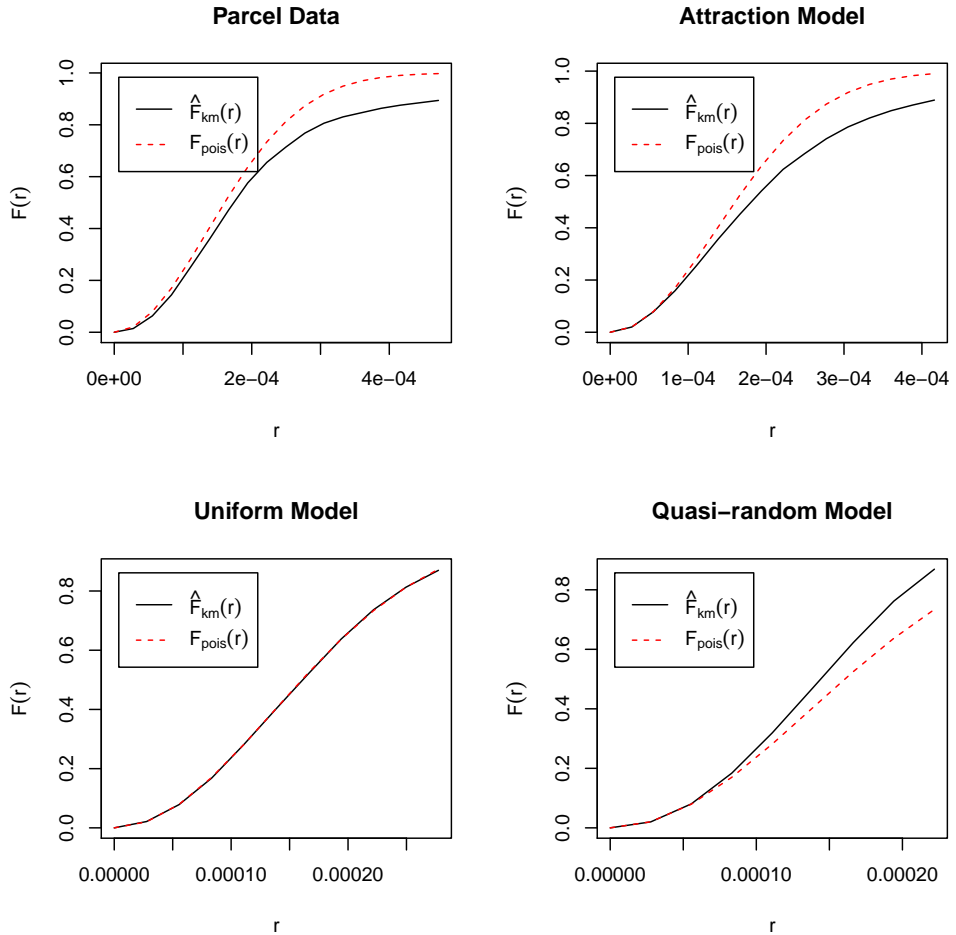 Parcel Data
F̂km(r)
Fpois(r)
F(r)
0.0 0.2 0.4 0.6 0.8 1.0
0e+00 2e−04 4e−04
r
Attraction Model
F̂km(r)
Fpois(r)
F(r)
0.0 0.2 0.4 0.6 0.8 1.0
0e+00 1e−04 2e−04 3e−04 4e−04
r
Uniform Model
F̂km(r)
Fpois(r)
F(r)
0.0 0.2 0.4 0.6 0.8
0.00000 0.00010 0.00020
r
Quasi−random Model
F̂km(r)
Fpois(r)
F(r)
0.0 0.2 0.4 0.6 0.8
0.00000 0.00010 0.00020
r